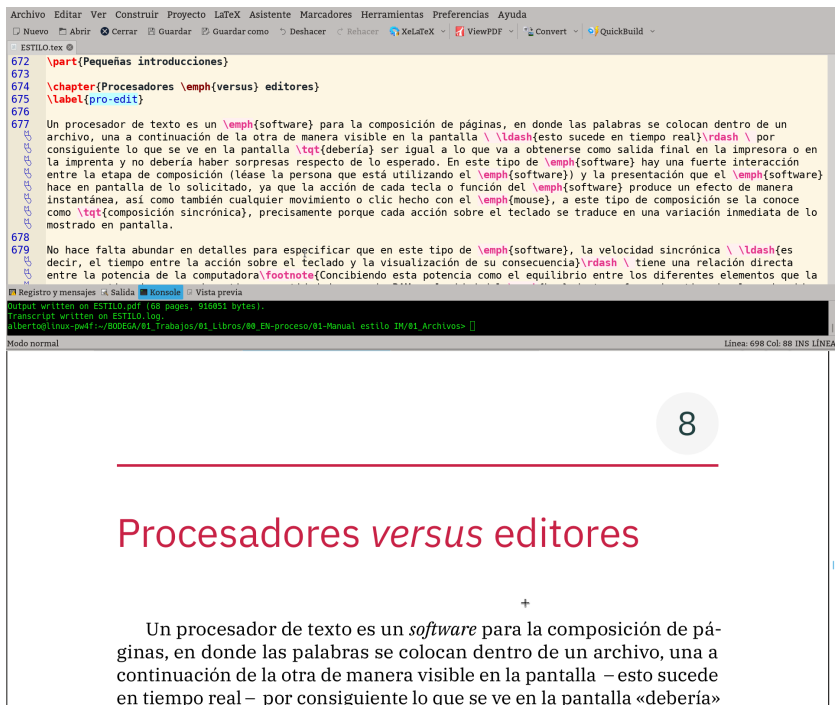 Archivo Editar Ver Construir Proyecto LaTeX Asistente Marcadores Herramientas Preferencias Ayuda
Nuevo Abrir Cerrar Guardar Guardar como Deshacer Rehacer XeLaTeX ViewPDF Convert QuickBuild
ESTILO.tex
672 \part{Pequeñas introducciones}
673
674 \chapter{Procesadores \emph{versus} editores}
675 \label{pro-edit}
676
677 Un procesador de texto es un \emph{software} para la composición de páginas, en donde las palabras se colocan dentro de un
archivo, una a continuación de la otra de manera visible en la pantalla \ \ldash{esto sucede en tiempo real}\rdash \ por
consiguiente lo que se ve en la pantalla \tqt{debería} ser igual a lo que va a obtenerse como salida final en la impresora o en
la imprenta y no debería haber sorpresas respecto de lo esperado. En este tipo de \emph{software} hay una fuerte interacción
entre la etapa de composición (léase la persona que está utilizando el \emph{software}) y la presentación que el \emph{software}
hace en pantalla de lo solicitado, ya que la acción de cada tecla o función del \emph{software} produce un efecto de manera
instantánea, así como también cualquier movimiento o clic hecho con el \emph{mouse}, a este tipo de composición se la conoce
como \tqt{composición sincrónica}, precisamente porque cada acción sobre el teclado se traduce en una variación inmediata de lo
mostrado en pantalla.
678
679 No hace falta abundar en detalles para especificar que en este tipo de \emph{software}, la velocidad sincrónica \ \ldash{es
decir, el tiempo entre la acción sobre el teclado y la visualización de su consecuencia}\rdash \ tiene una relación directa
entre la potencia de la computadora\footnote{Concibiendo esta potencia como el equilibrio entre los diferentes elementos que la
Registro y mensajes Salida Konsole Vista previa
Output written on ESTILO.pdf (68 pages, 916051 bytes).
Transcript written on ESTILO.log.
alberto@linux-pw4f:~/BODEGA/01_Trabajos/01_Libros/00_EN-proceso/01-Manual estilo IM/01_Archivos>
Modo normal Línea: 698 Col: 88 INS LÍNEA
8
Procesadores versus editores
Un procesador de texto es un software para la composición de pá-
ginas, en donde las palabras se colocan dentro de un archivo, una a
continuación de la otra de manera visible en la pantalla – esto sucede
en tiempo real – por consiguiente lo que se ve en la pantalla «debería»